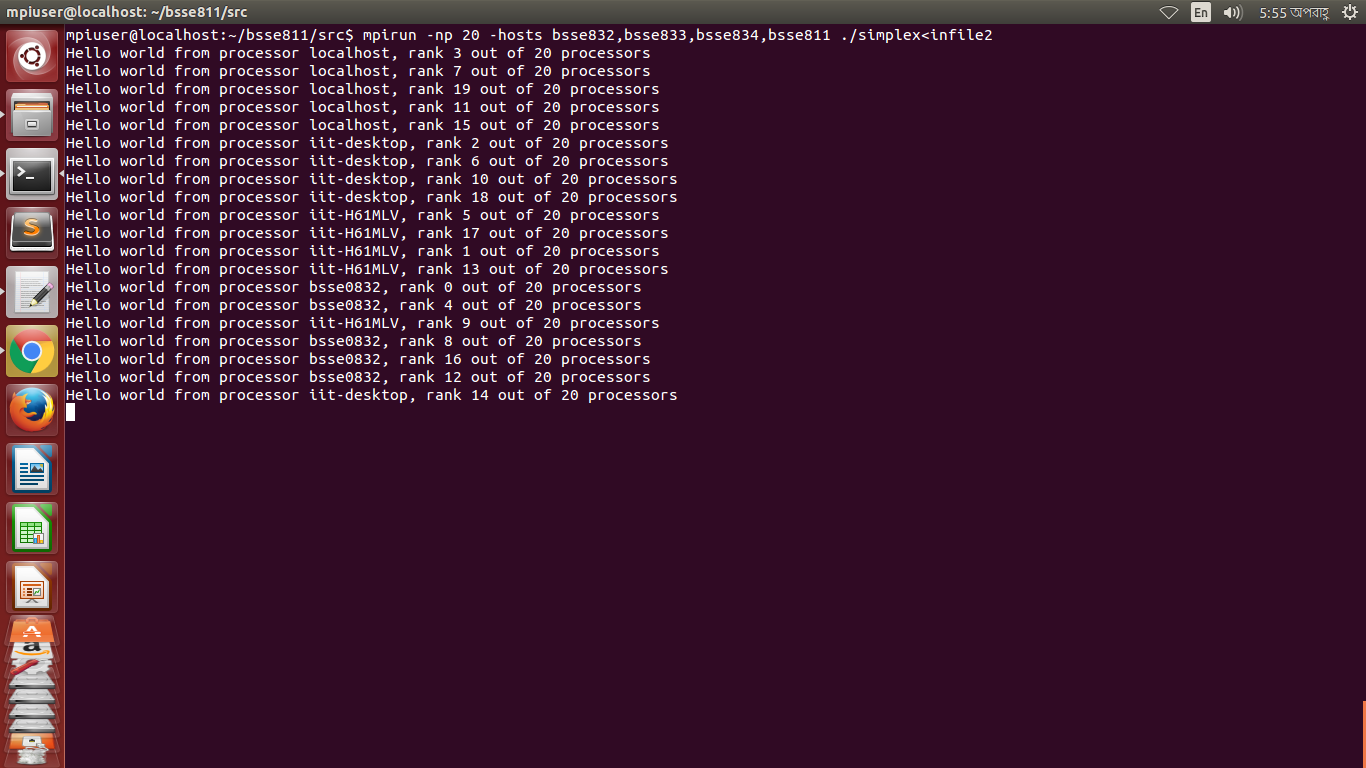 mpiuser@localhost: ~/bsse811/src
En
5:55 অপরাহ্ণ
mpiuser@localhost:~/bsse811/src$ mpirun -np 20 -hosts bsse832,bsse833,bsse834,bsse811 ./simplex<infile2
Hello world from processor localhost, rank 3 out of 20 processors
Hello world from processor localhost, rank 7 out of 20 processors
Hello world from processor localhost, rank 19 out of 20 processors
Hello world from processor localhost, rank 11 out of 20 processors
Hello world from processor localhost, rank 15 out of 20 processors
Hello world from processor iit-desktop, rank 2 out of 20 processors
Hello world from processor iit-desktop, rank 6 out of 20 processors
Hello world from processor iit-desktop, rank 10 out of 20 processors
Hello world from processor iit-desktop, rank 18 out of 20 processors
Hello world from processor iit-H61MLV, rank 5 out of 20 processors
Hello world from processor iit-H61MLV, rank 17 out of 20 processors
Hello world from processor iit-H61MLV, rank 1 out of 20 processors
Hello world from processor iit-H61MLV, rank 13 out of 20 processors
Hello world from processor bsse0832, rank 0 out of 20 processors
Hello world from processor bsse0832, rank 4 out of 20 processors
Hello world from processor iit-H61MLV, rank 9 out of 20 processors
Hello world from processor bsse0832, rank 8 out of 20 processors
Hello world from processor bsse0832, rank 16 out of 20 processors
Hello world from processor bsse0832, rank 12 out of 20 processors
Hello world from processor iit-desktop, rank 14 out of 20 processors